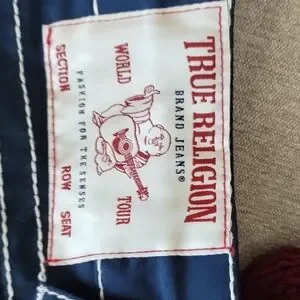 TRUE RELIGION
BRAND JEANS®
WORLD TOUR
FASHION FOR THE SENSES
SECTION ROW SEAT